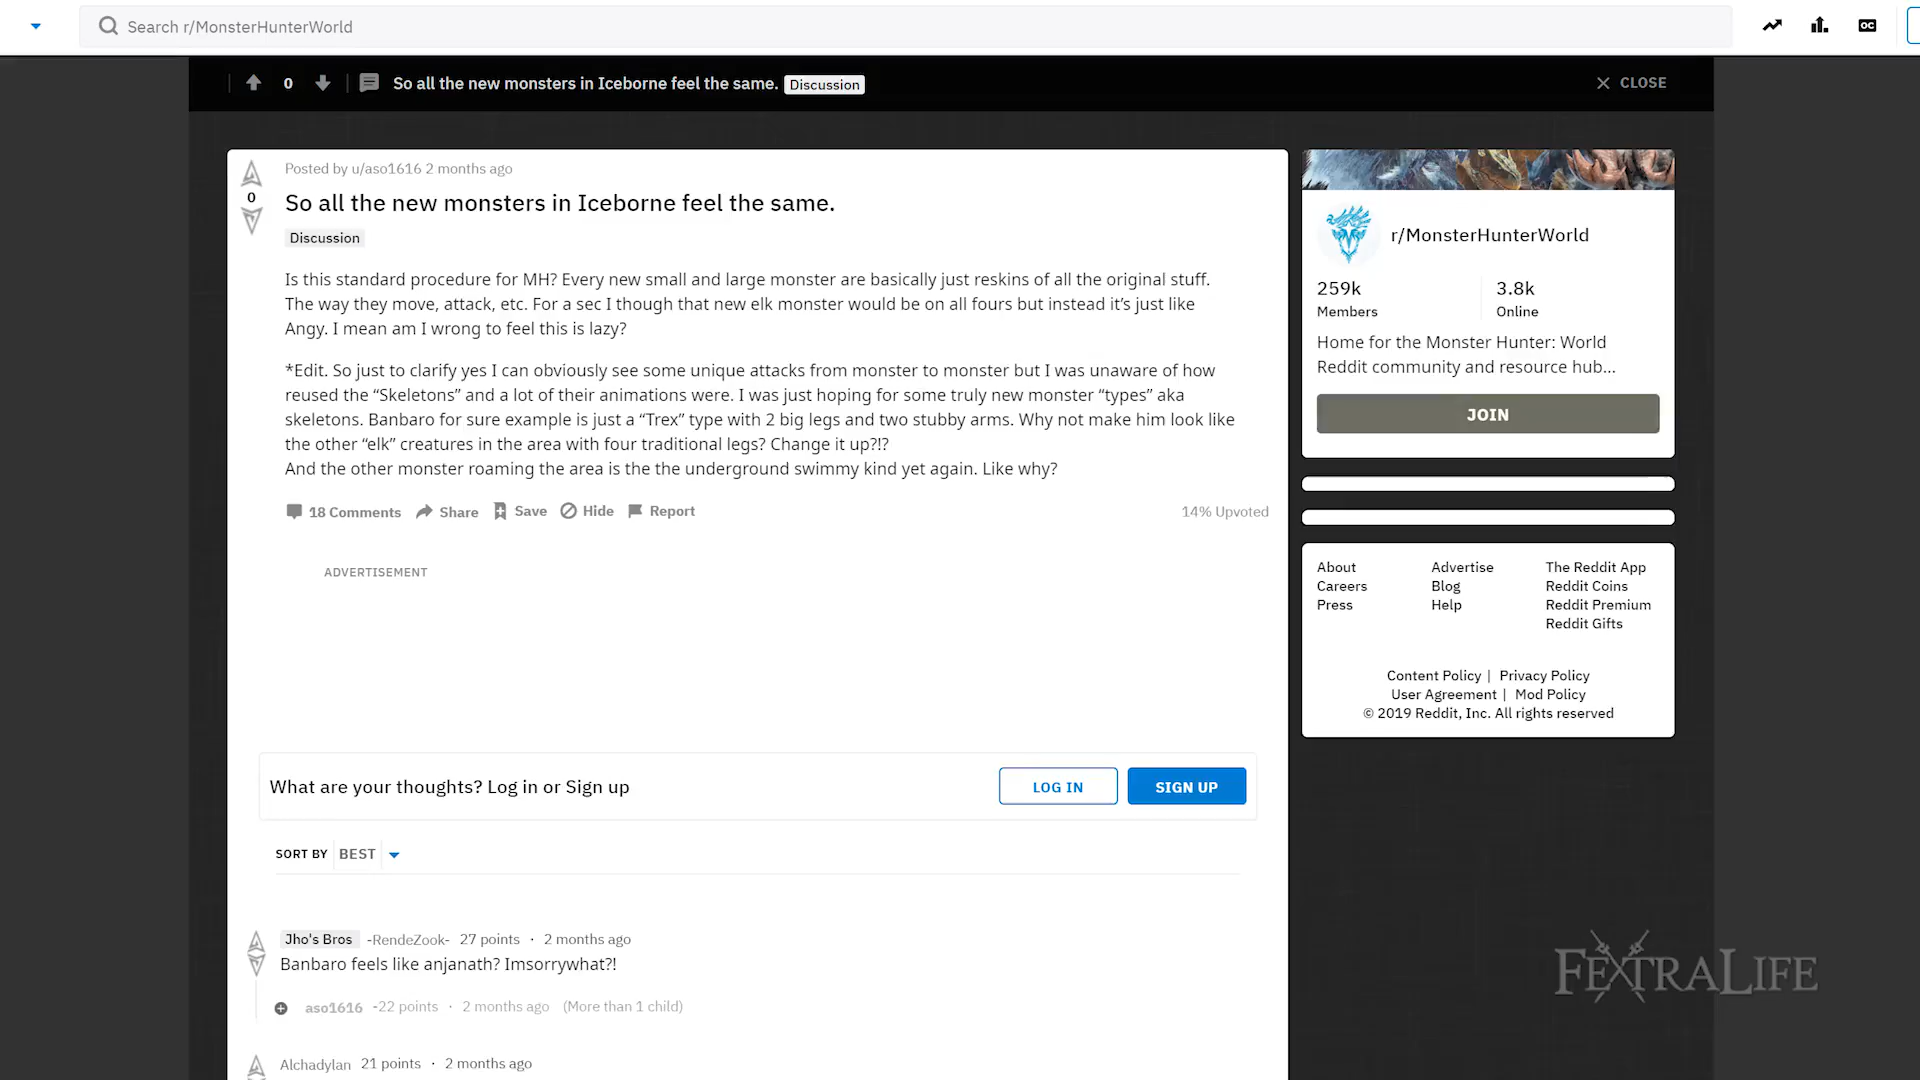 Search r/MonsterHunterWorld
OC
0
So all the new monsters in Iceborne feel the same. Discussion
CLOSE
Posted by u/aso1616 2 months ago
0
So all the new monsters in Iceborne feel the same.
Discussion
Is this standard procedure for MH? Every new small and large monster are basically just reskins of all the original stuff.
The way they move, attack, etc. For a sec I though that new elk monster would be on all fours but instead it’s just like
Angy. I mean am I wrong to feel this is lazy?
*Edit. So just to clarify yes I can obviously see some unique attacks from monster to monster but I was unaware of how
reused the “Skeletons” and a lot of their animations were. I was just hoping for some truly new monster “types” aka
skeletons. Banbaro for sure example is just a “Trex” type with 2 big legs and two stubby arms. Why not make him look like
the other “elk” creatures in the area with four traditional legs? Change it up?!?
And the other monster roaming the area is the the underground swimmy kind yet again. Like why?
18 Comments Share Save Hide Report
14% Upvoted
ADVERTISEMENT
What are your thoughts? Log in or Sign up
LOG IN
SIGN UP
SORT BY BEST
Jho's Bros -RendeZook- 27 points · 2 months ago
Banbaro feels like anjanath? Imsorrywhat?!
aso1616 -22 points · 2 months ago (More than 1 child)
Alchadylan 21 points · 2 months ago
r/MonsterHunterWorld
259k
Members
3.8k
Online
Home for the Monster Hunter: World
Reddit community and resource hub...
JOIN
About
Careers
Press
Advertise
Blog
Help
The Reddit App
Reddit Coins
Reddit Premium
Reddit Gifts
Content Policy | Privacy Policy
User Agreement | Mod Policy
© 2019 Reddit, Inc. All rights reserved
FEXTRALIFE